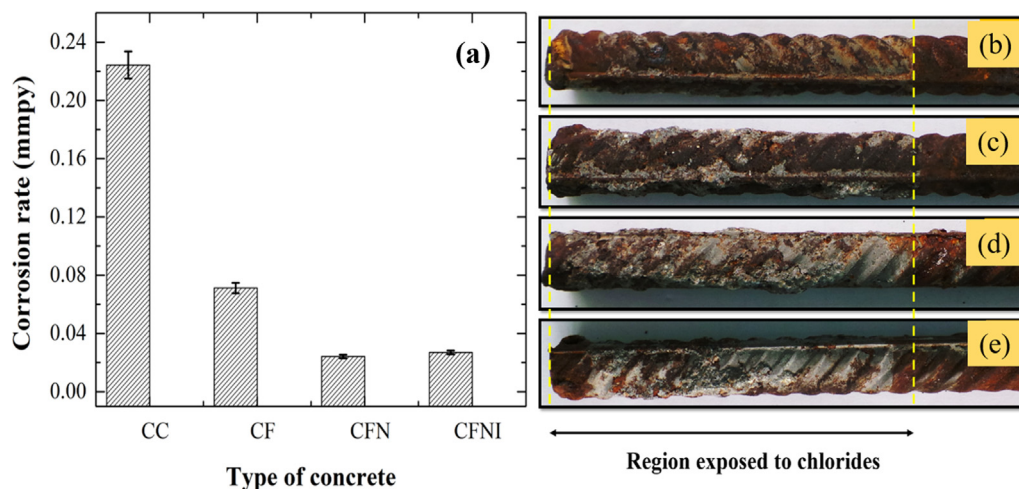 (a)
Corrosion rate (mmpy)
0.24
0.20
0.16
0.12
0.08
0.04
0.00
CC CF CFN CFNI
Type of concrete
(b)
(c)
(d)
(e)
Region exposed to chlorides